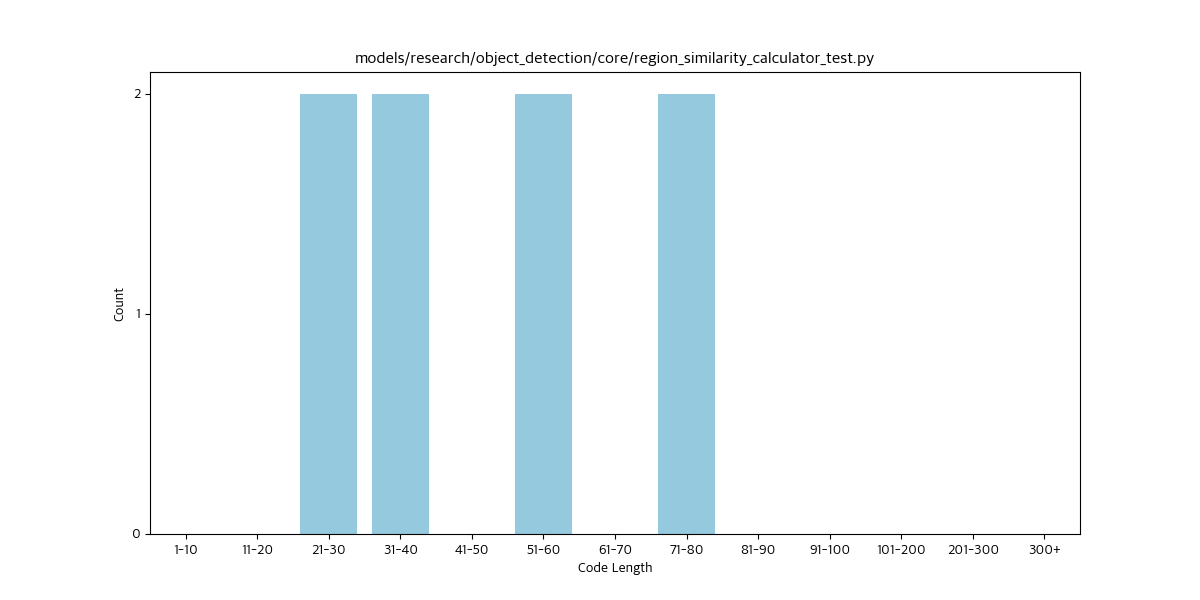 models/research/object_detection/core/region_similarity_calculator_test.py
2
1
0
Count
1-10 11-20 21-30 31-40 41-50 51-60 61-70 71-80 81-90 91-100 101-200 201-300 300+
Code Length